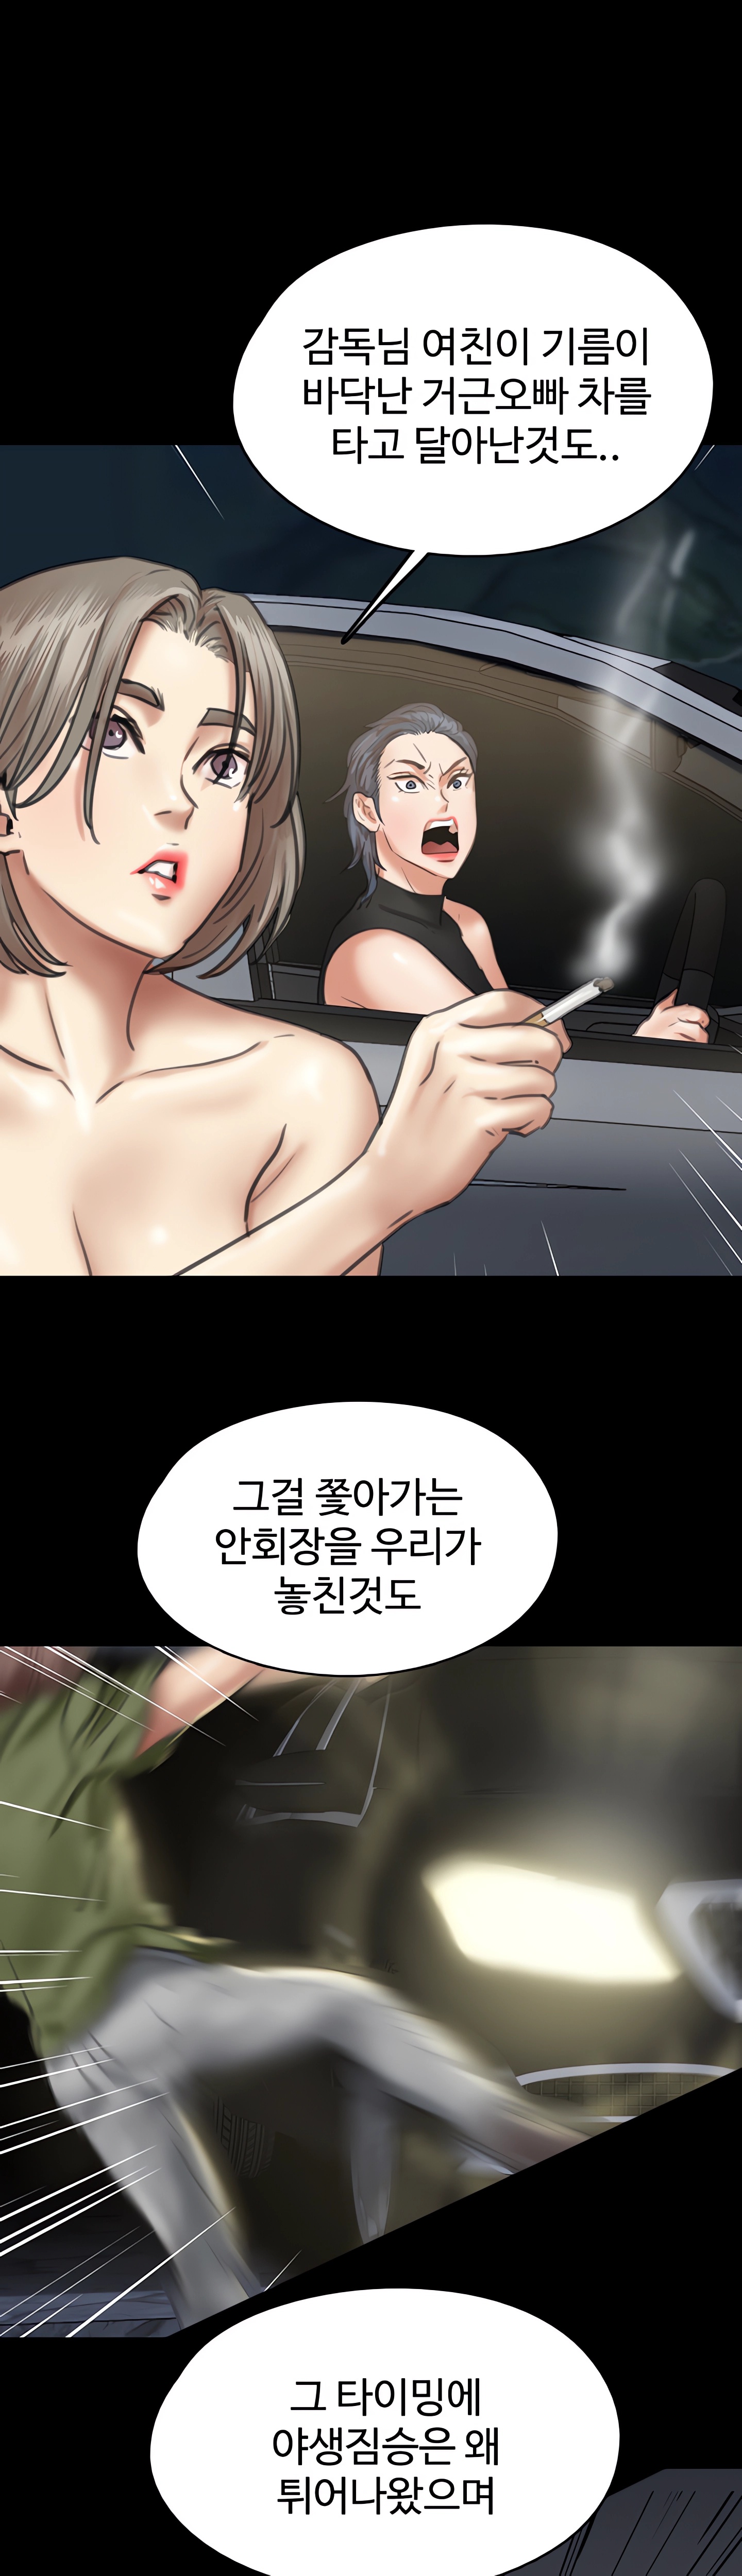 감독님 여친이 기름이
바닥난 거근오빠 차를
타고 달아난것도..
그걸 쫓아가는
안회장을 우리가
놓친것도
그 타이밍에
야생짐승은 왜
튀어나왔으며